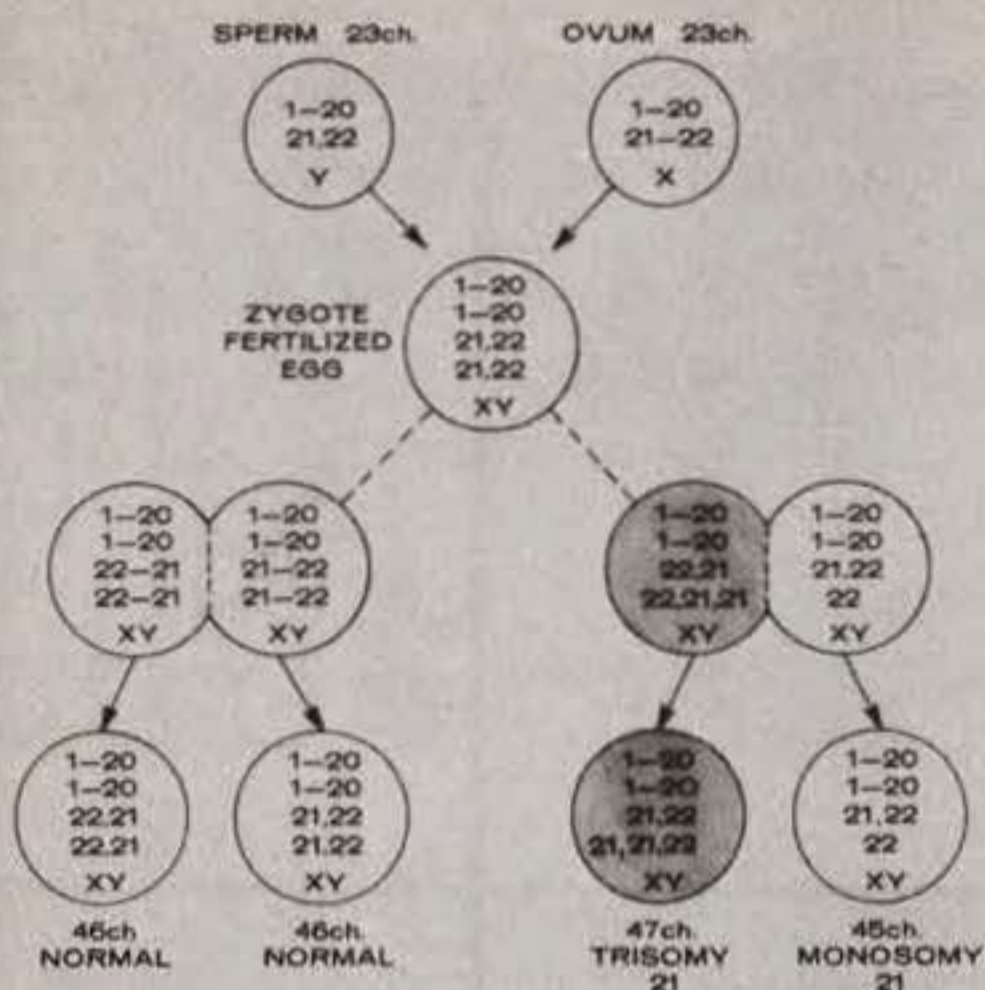 SPERM 23ch.
OVUM 23ch.
1–20
21,22
Y
1–20
21–22
X
ZYGOTE
FERTILIZED
EGG
1–20
1–20
21,22
21,22
XY
1–20
1–20
22–21
22–21
XY
1–20
1–20
21–22
21–22
XY
1–20
1–20
22,21
22,21,21
XY
1–20
1–20
21,22
22
XY
1–20
1–20
22,21
22,21
XY
1–20
1–20
21,22
21,22
XY
1–20
1–20
21,22
21,21,22
XY
1–20
1–20
21,22
22
XY
46ch
NORMAL
46ch.
NORMAL
47ch.
TRISOMY
21
45ch.
MONOSOMY
21